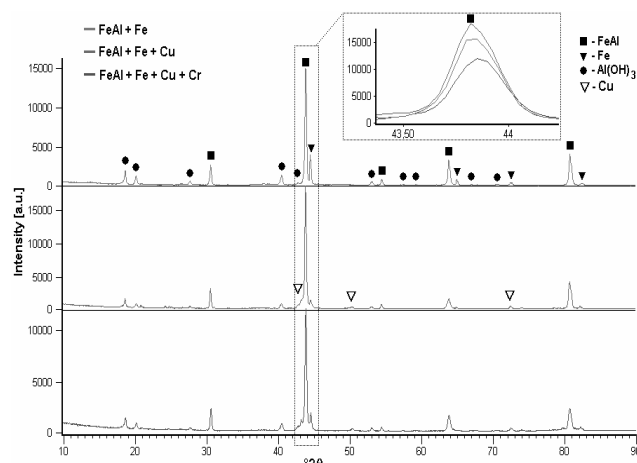 FeAl + Fe
FeAl + Fe + Cu
FeAl + Fe + Cu + Cr
- FeAl
- Fe
- Al(OH)3
- Cu
15000
10000
5000
0
43,50
44
Intensity [a.u.]
15000
10000
5000
0
15000
10000
5000
0
10000
5000
0
10
20
30
40
50
60
70
80
90
°2θ